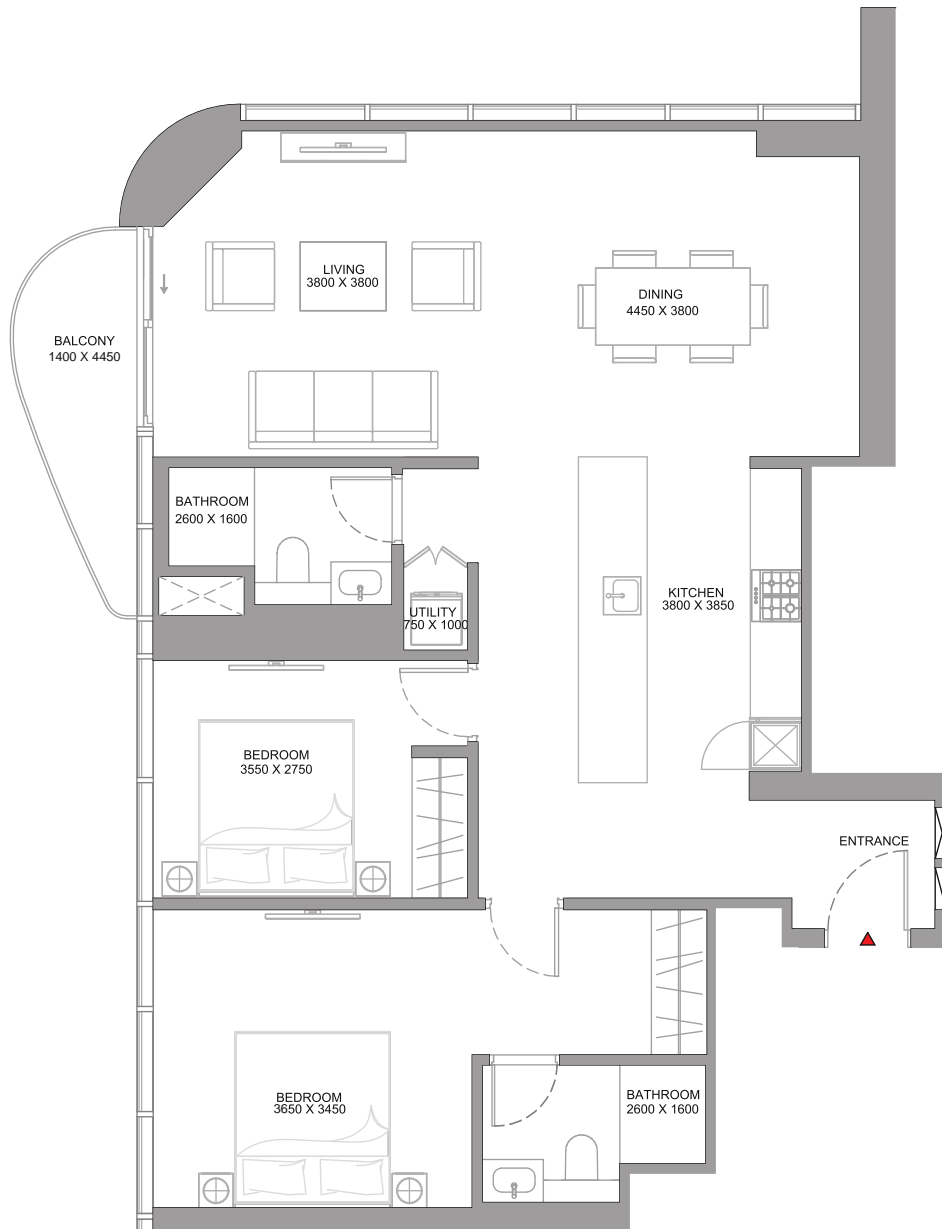 LIVING
3800 X 3800
DINING
4450 X 3800
BALCONY
1400 X 4450
BATHROOM
2600 X 1600
KITCHEN
3800 X 3850
UTILITY
750 X 1000
BEDROOM
3550 X 2750
ENTRANCE
BEDROOM
3650 X 3450
BATHROOM
2600 X 1600